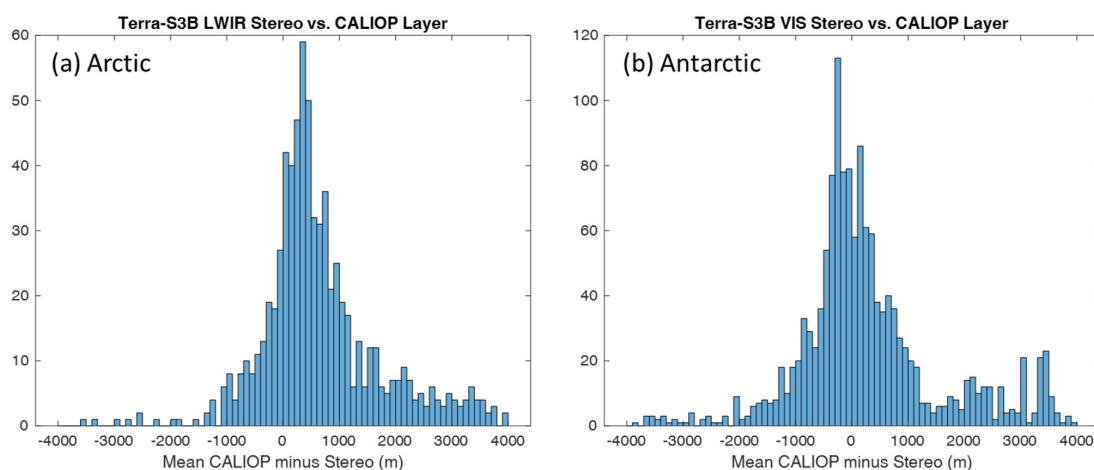 Terra-S3B LWIR Stereo vs. CALIOP Layer
(a) Arctic
60
50
40
30
20
10
0
-4000 -3000 -2000 -1000 0 1000 2000 3000 4000
Mean CALIOP minus Stereo (m)
Terra-S3B VIS Stereo vs. CALIOP Layer
(b) Antarctic
120
100
80
60
40
20
0
-4000 -3000 -2000 -1000 0 1000 2000 3000 4000
Mean CALIOP minus Stereo (m)